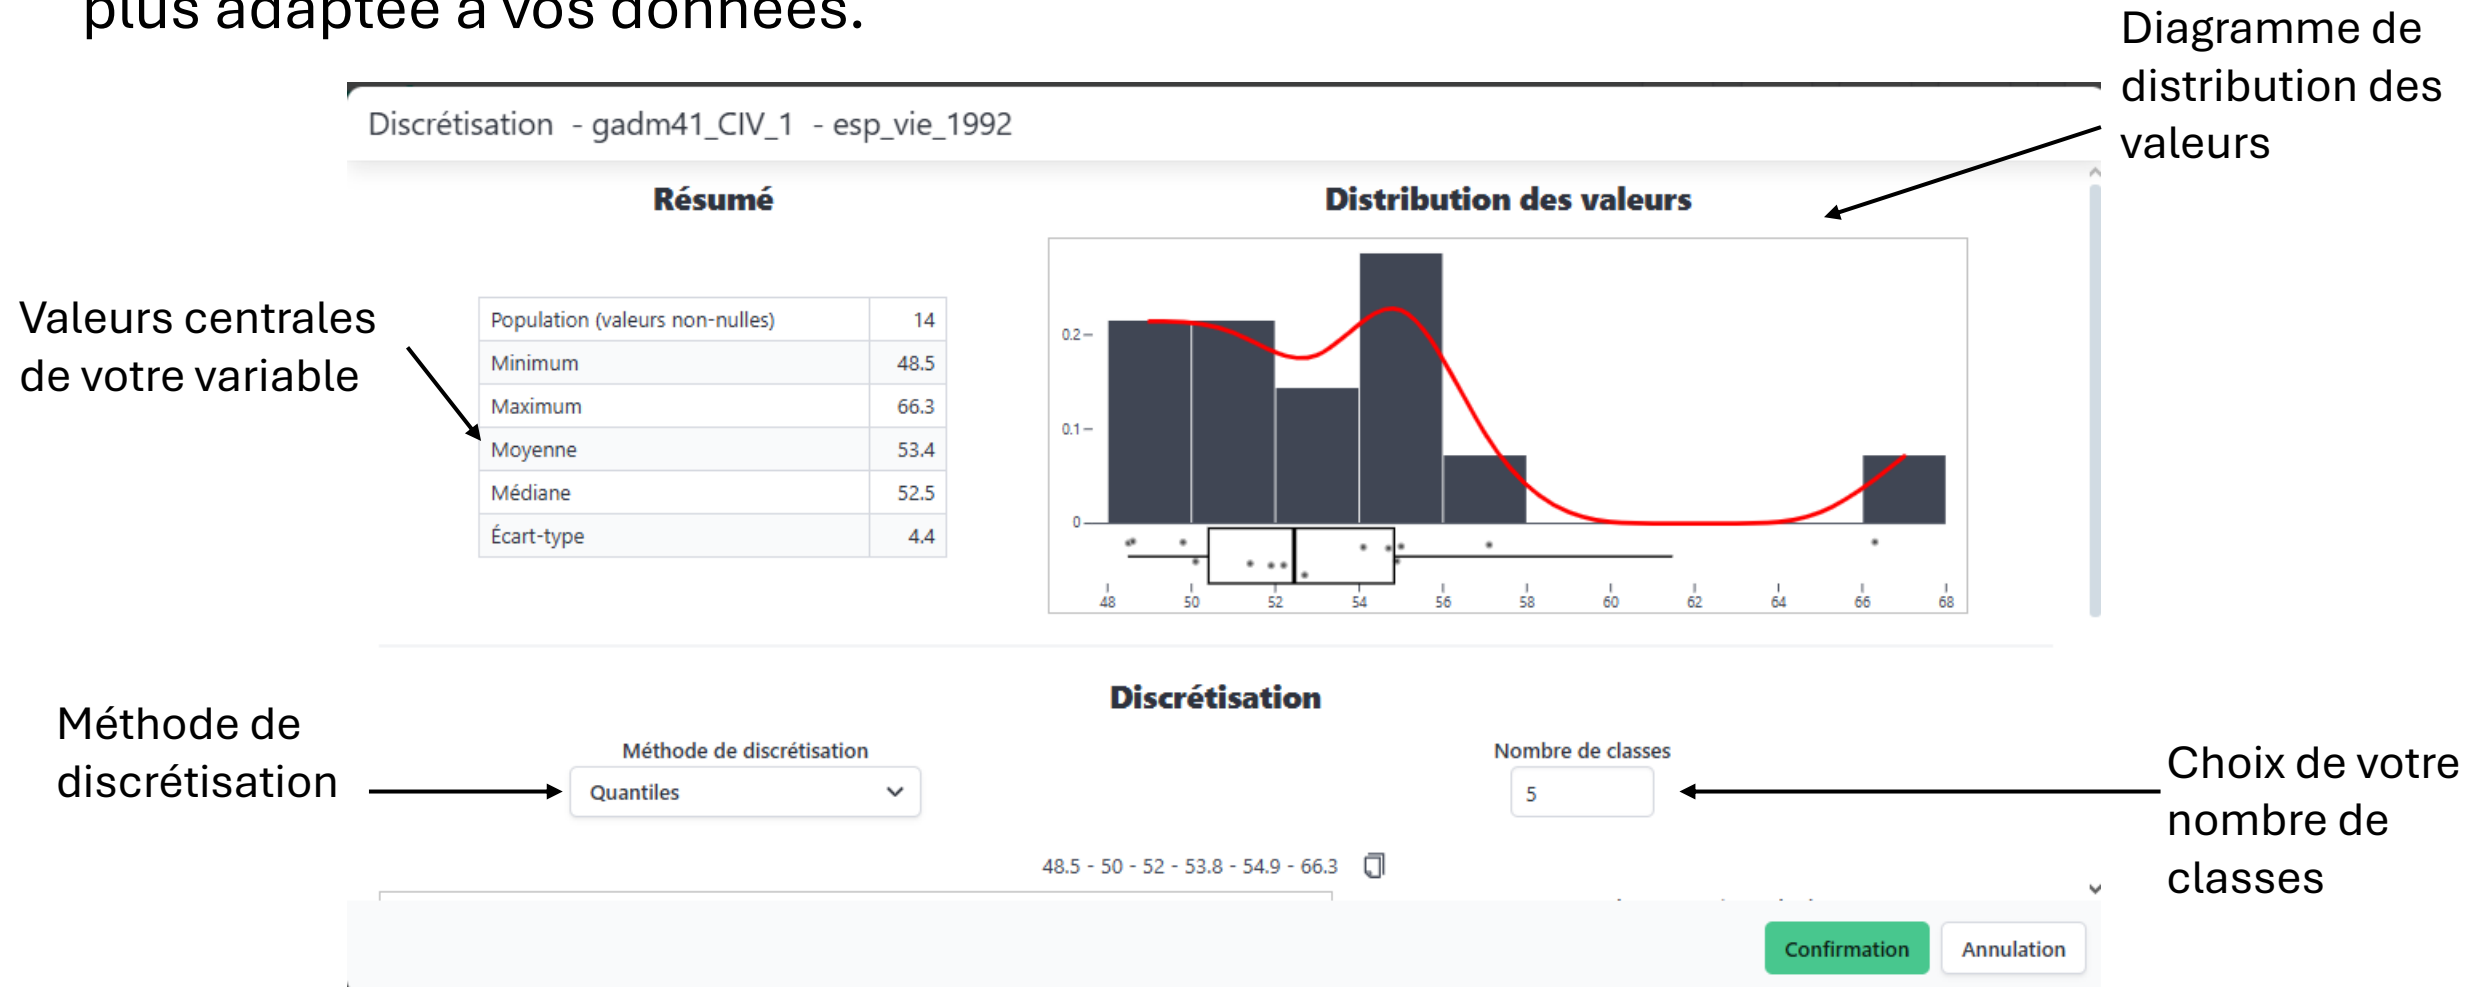 plus adaptée à vos données.
Diagramme de
distribution des
valeurs
Discrétisation - gadm41_CIV_1 - esp_vie_1992
Résumé
Distribution des valeurs
Valeurs centrales
de votre variable
Population (valeurs non-nulles) 14
Minimum 48.5
Maximum 66.3
Moyenne 53.4
Médiane 52.5
Écart-type 4.4
0.2
0.1
0
48 50 52 54 56 58 60 62 64 66 68
Discrétisation
Méthode de
discrétisation
Méthode de discrétisation
Quantiles
Nombre de classes
5
Choix de votre
nombre de
classes
48.5 - 50 - 52 - 53.8 - 54.9 - 66.3
Confirmation
Annulation